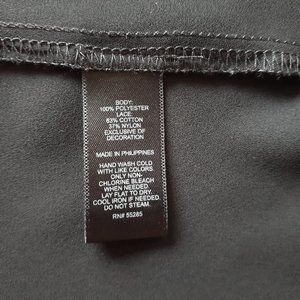 BODY:
100% POLYESTER
LACE:
63% COTTON
37% NYLON
EXCLUSIVE OF
DECORATION
MADE IN PHILIPPINES
HAND WASH COLD
WITH LIKE COLORS.
ONLY NON-
CHLORINE BLEACH
WHEN NEEDED.
LAY FLAT TO DRY.
COOL IRON IF NEEDED.
DO NOT STEAM.
RN# 55285